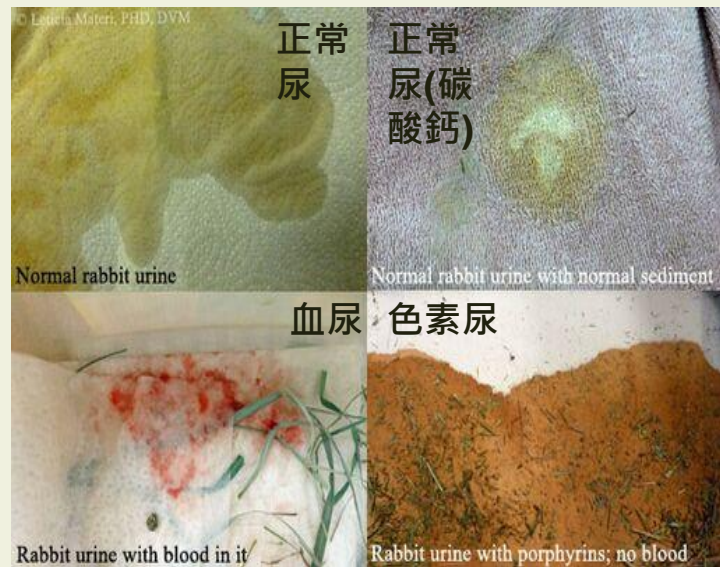 © Leticia Materi, PHD, DVM
正常
尿
Normal rabbit urine
正常
尿(碳
酸鈣)
Normal rabbit urine with normal sediment
血尿
Rabbit urine with blood in it
色素尿
Rabbit urine with porphyrins; no blood